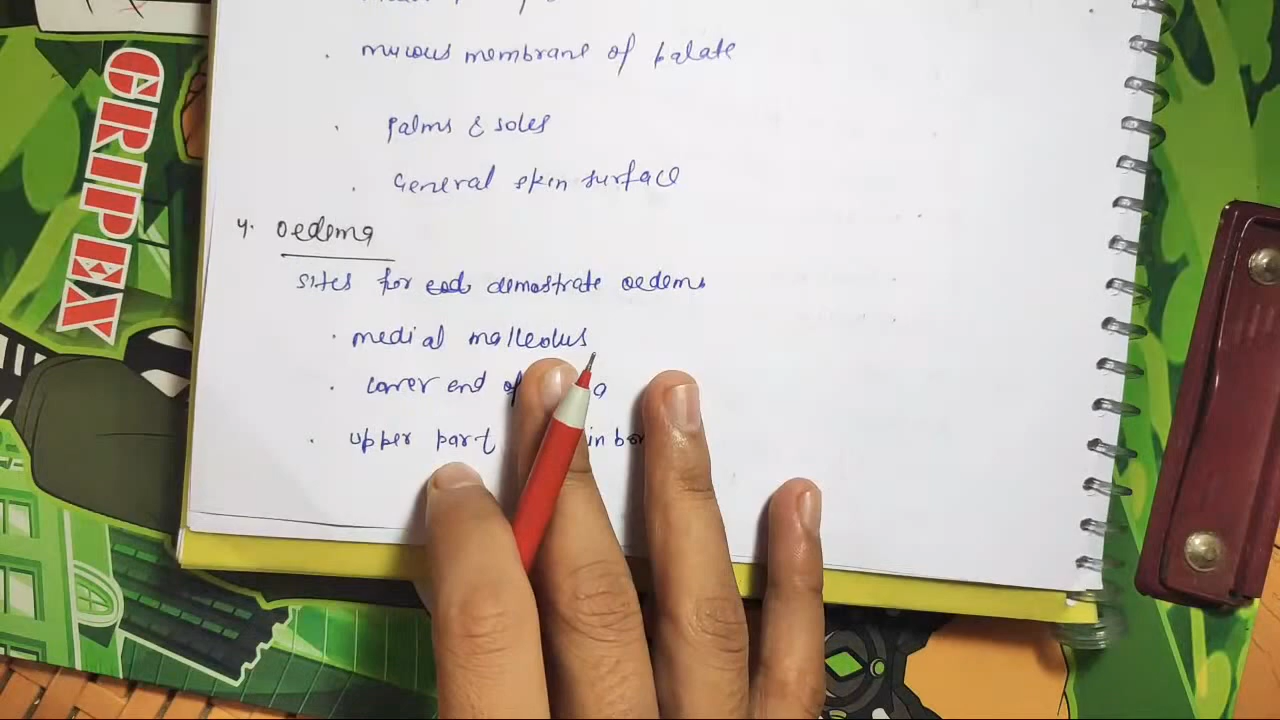 mucous membrane of palate
palms & soles
General skin surface
4. oedema
sites for demostrate oedema
medial malleolus
lower end of
upper part
CRIPEX